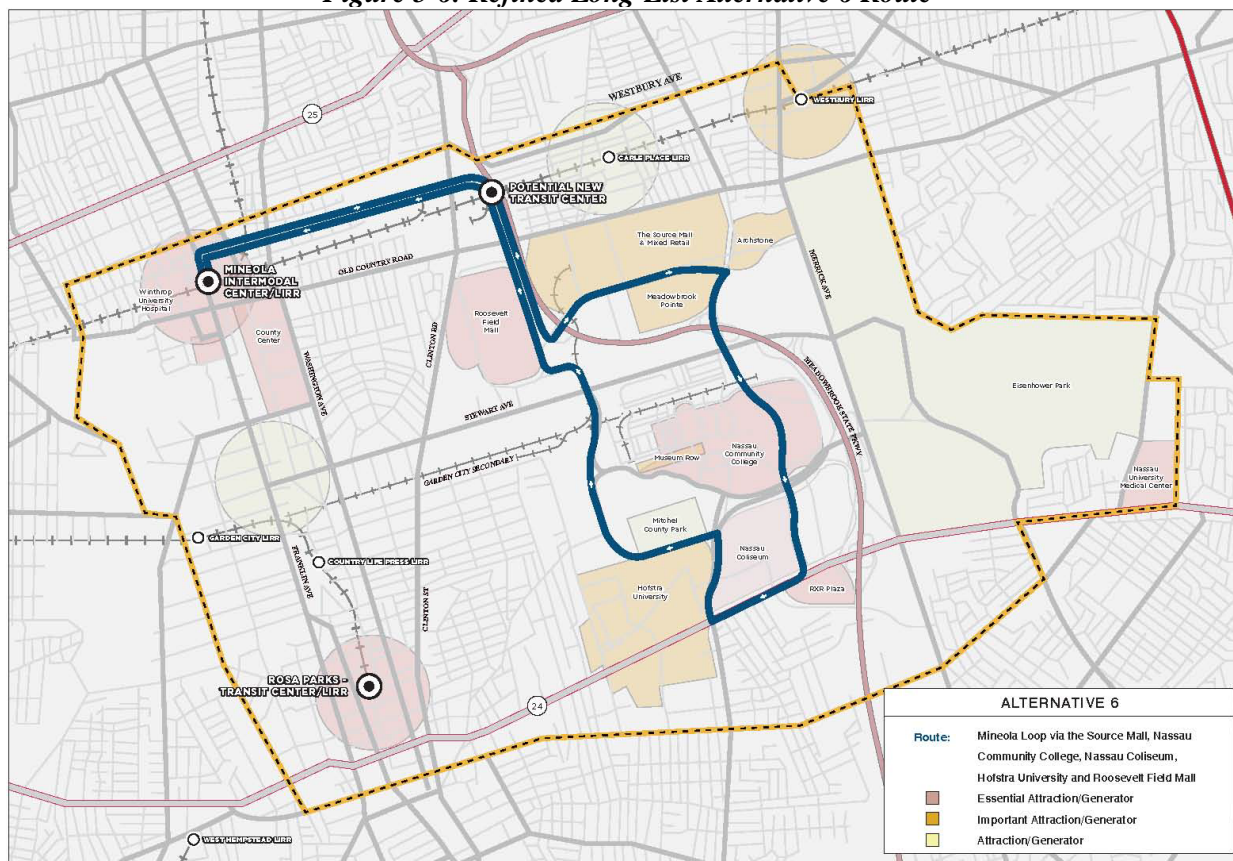 Figure 3-6: Refined Long-List Alternative 6 Route
WESTBURY AVE
WESTBURY LIRR
25
CARLE PLACE LIRR
POTENTIAL NEW
TRANSIT CENTER
The Source Mall
& Mixed Retail
Archstone
MERRICK AVE
MINEOLA
INTERMODAL
CENTER/LIRR
OLD COUNTRY ROAD
Winthrop
University
Hospital
County
Center
Roosevelt
Field
Mall
Meadowbrook
Pointe
CLINTON RD
WASHINGTON AVE
STEWART AVE
MEADOWBROOK STATE PKWY
Eisenhower Park
GARDEN CITY SECONDARY
Museum Row
Nassau
Community
College
Nassau
University
Medical Center
Mitchel
County Park
Nassau
Coliseum
GARDEN CITY LIRR
COUNTRY LIFE PRESS LIRR
FRANKLIN AVE
CLINTON ST
Hofstra
University
RXR Plaza
ROSA PARKS -
TRANSIT CENTER/LIRR
24
WEST HEMPSTEAD LIRR
ALTERNATIVE 6
Route: Mineola Loop via the Source Mall, Nassau
Community College, Nassau Coliseum,
Hofstra University and Roosevelt Field Mall
Essential Attraction/Generator
Important Attraction/Generator
Attraction/Generator